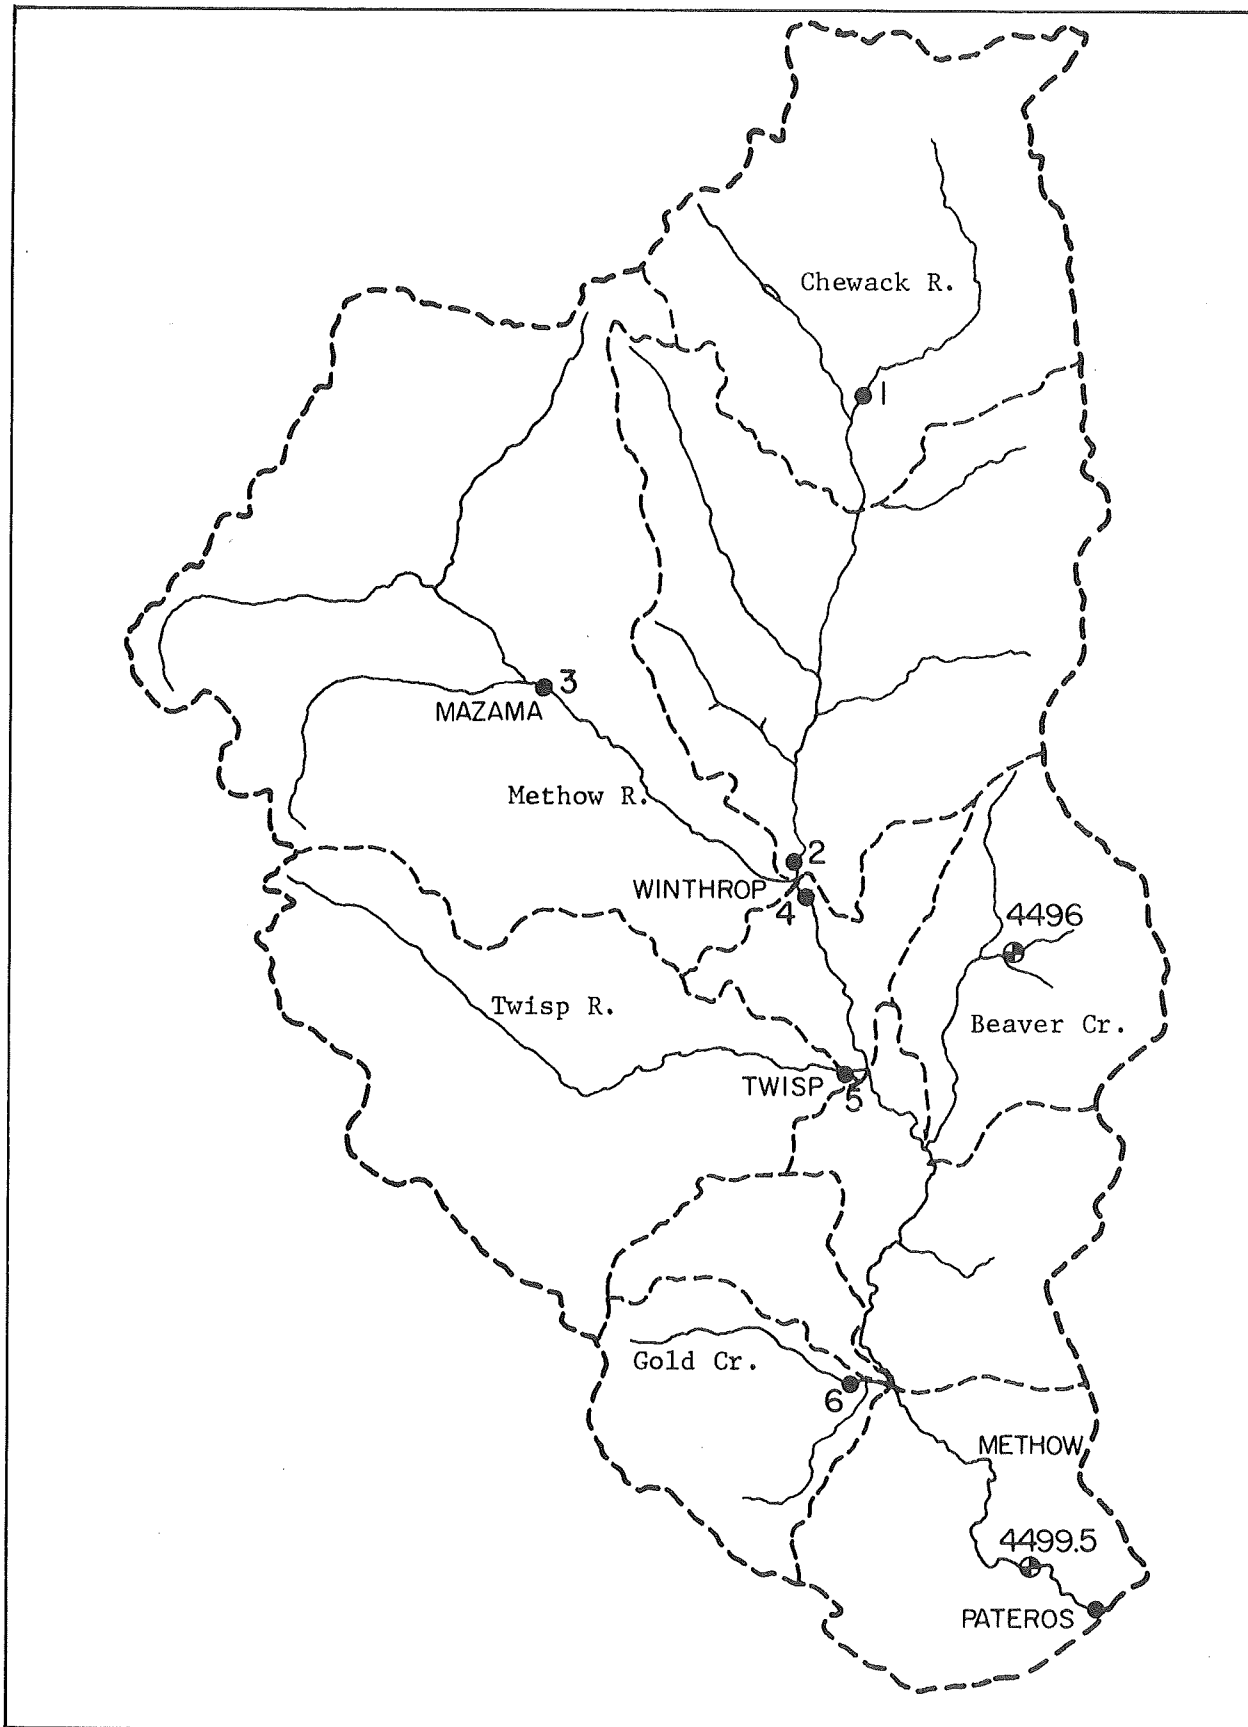 Chewack R.
1
3
MAZAMA
Methow R.
2
WINTHROP
4
4496
Twisp R.
Beaver Cr.
TWISP
5
Gold Cr.
6
METHOW
4499.5
PATEROS